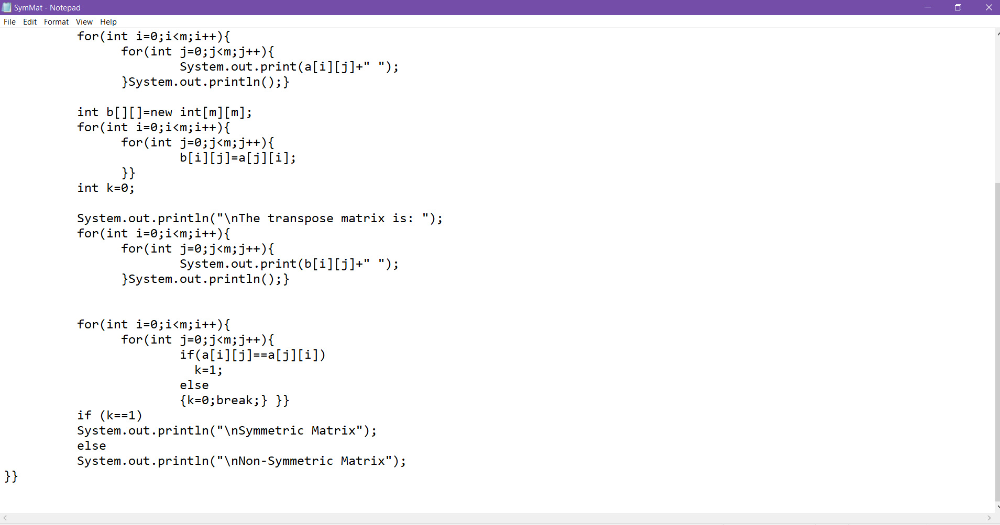 SymMat - Notepad
File Edit Format View Help
for(int i=0;i<m;i++){
for(int j=0;j<m;j++){
System.out.print(a[i][j]+" ");
}System.out.println();}
int b[][]=new int[m][m];
for(int i=0;i<m;i++){
for(int j=0;j<m;j++){
b[i][j]=a[j][i];
}}
int k=0;
System.out.println("\nThe transpose matrix is: ");
for(int i=0;i<m;i++){
for(int j=0;j<m;j++){
System.out.print(b[i][j]+" ");
}System.out.println();}
for(int i=0;i<m;i++){
for(int j=0;j<m;j++){
if(a[i][j]==a[j][i])
k=1;
else
{k=0;break;} }}
if (k==1)
System.out.println("\nSymmetric Matrix");
else
System.out.println("\nNon-Symmetric Matrix");
}}